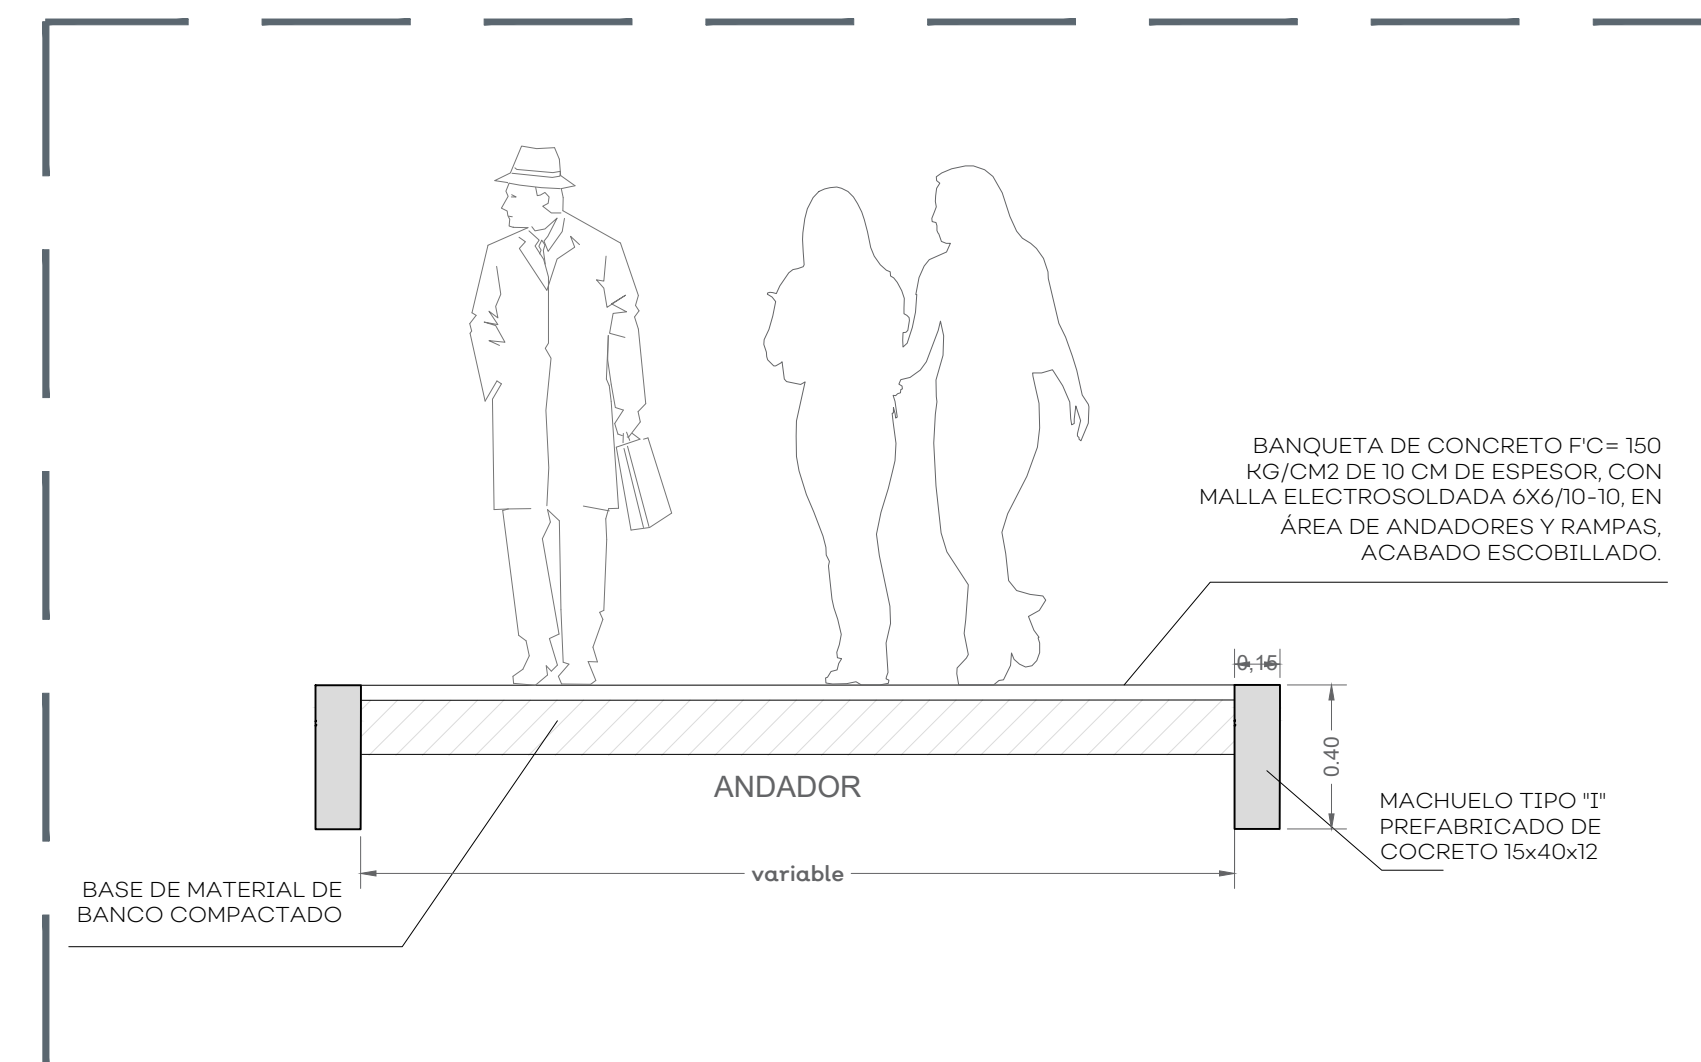 BANQUETA DE CONCRETO F'C= 150
KG/CM2 DE 10 CM DE ESPESOR, CON
MALLA ELECTROSOLDADA 6X6/10-10, EN
ÁREA DE ANDADORES Y RAMPAS,
ACABADO ESCOBILLADO.
0,15
0.40
ANDADOR
MACHUELO TIPO "I"
PREFABRICADO DE
COCRETO 15x40x12
variable
BASE DE MATERIAL DE
BANCO COMPACTADO